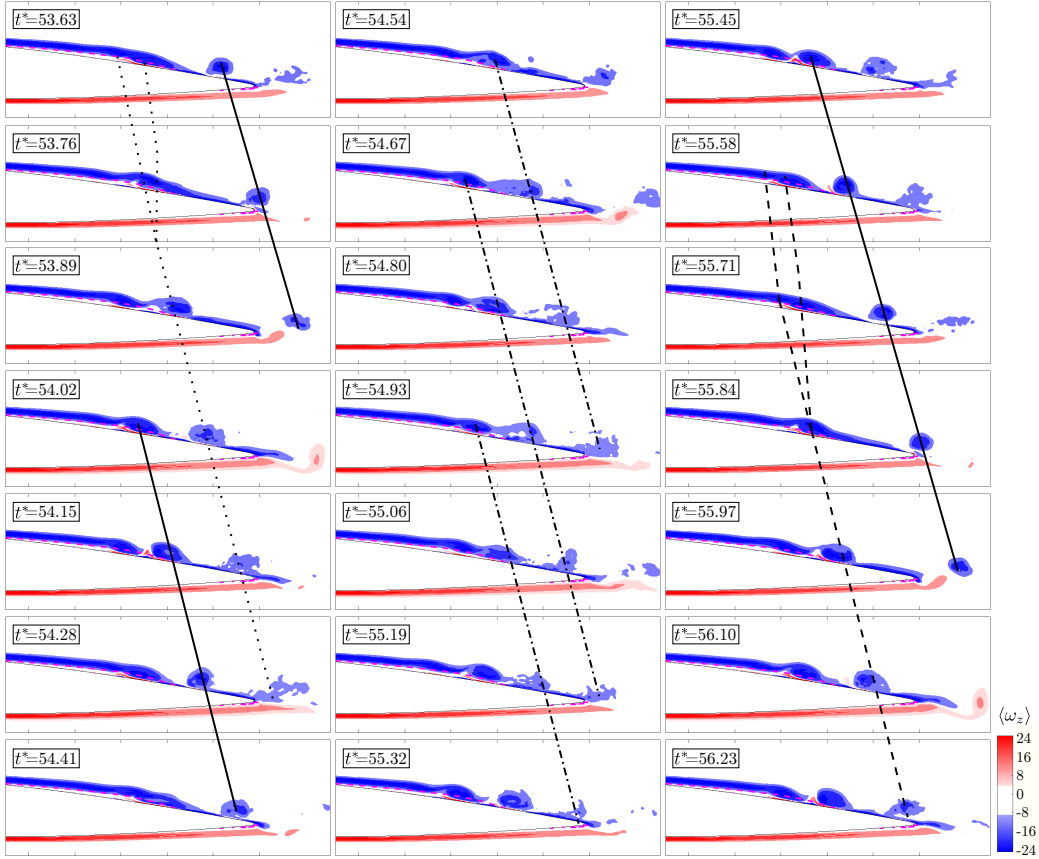 t*=53.63
t*=54.54
t*=55.45
t*=53.76
t*=54.67
t*=55.58
t*=53.89
t*=54.80
t*=55.71
t*=54.02
t*=54.93
t*=55.84
t*=54.15
t*=55.06
t*=55.97
t*=54.28
t*=55.19
t*=56.10
t*=54.41
t*=55.32
t*=56.23
⟨ω_z⟩
24
16
8
0
-8
-16
-24